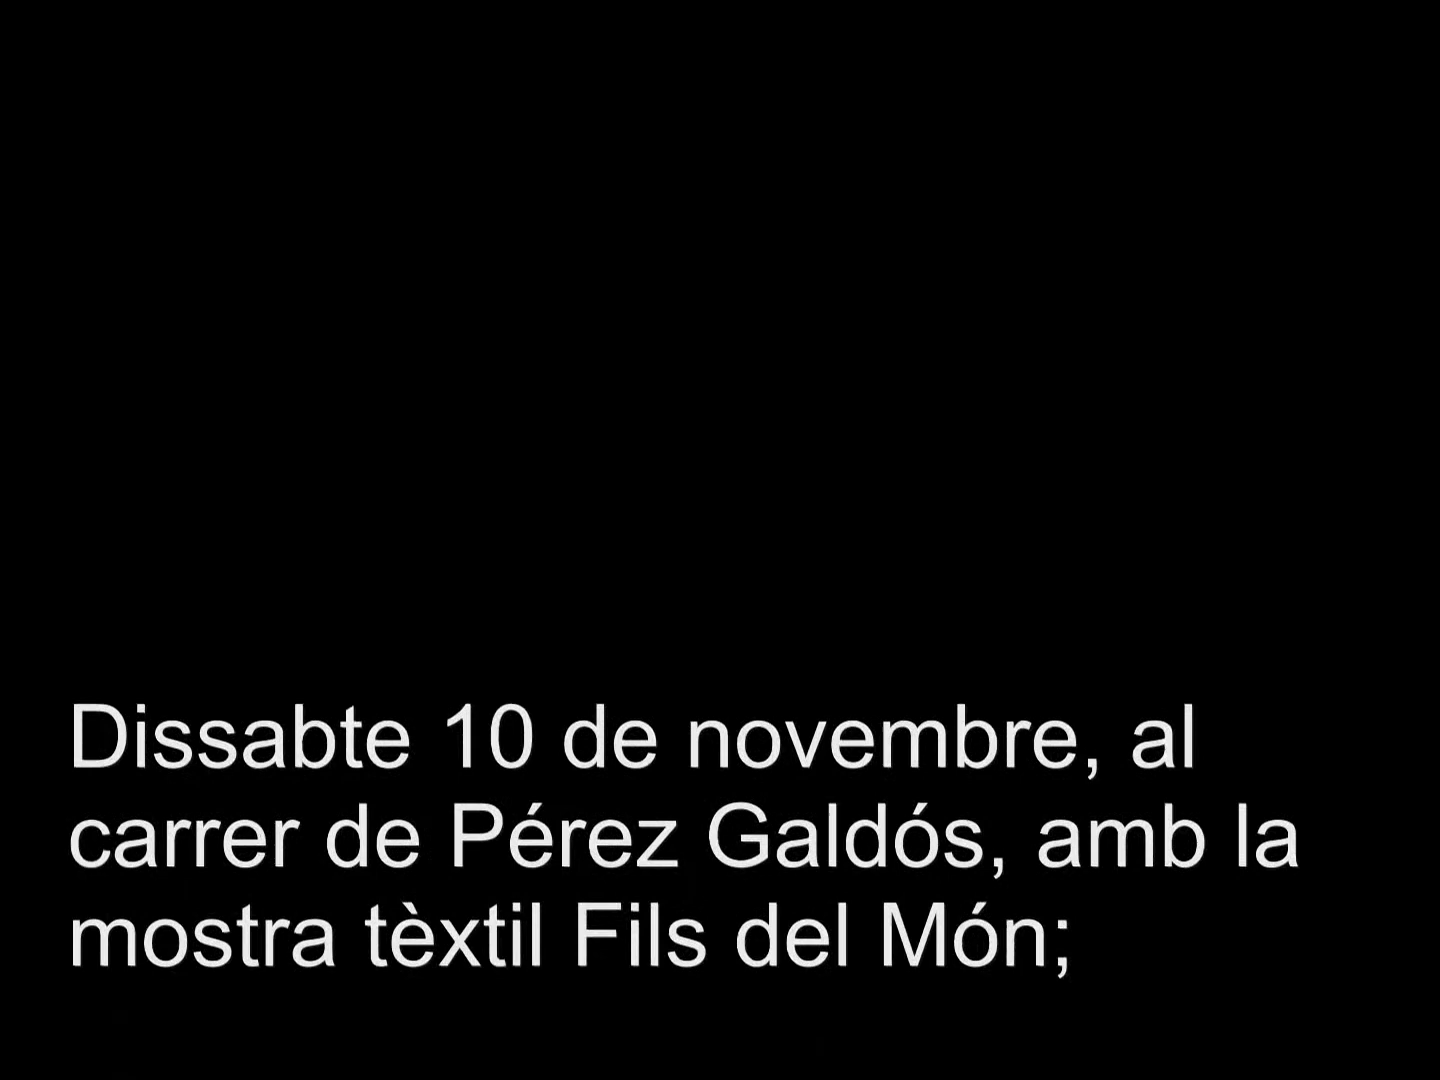 Dissabte 10 de novembre, al
carrer de Pérez Galdós, amb la
mostra tèxtil Fils del Món;